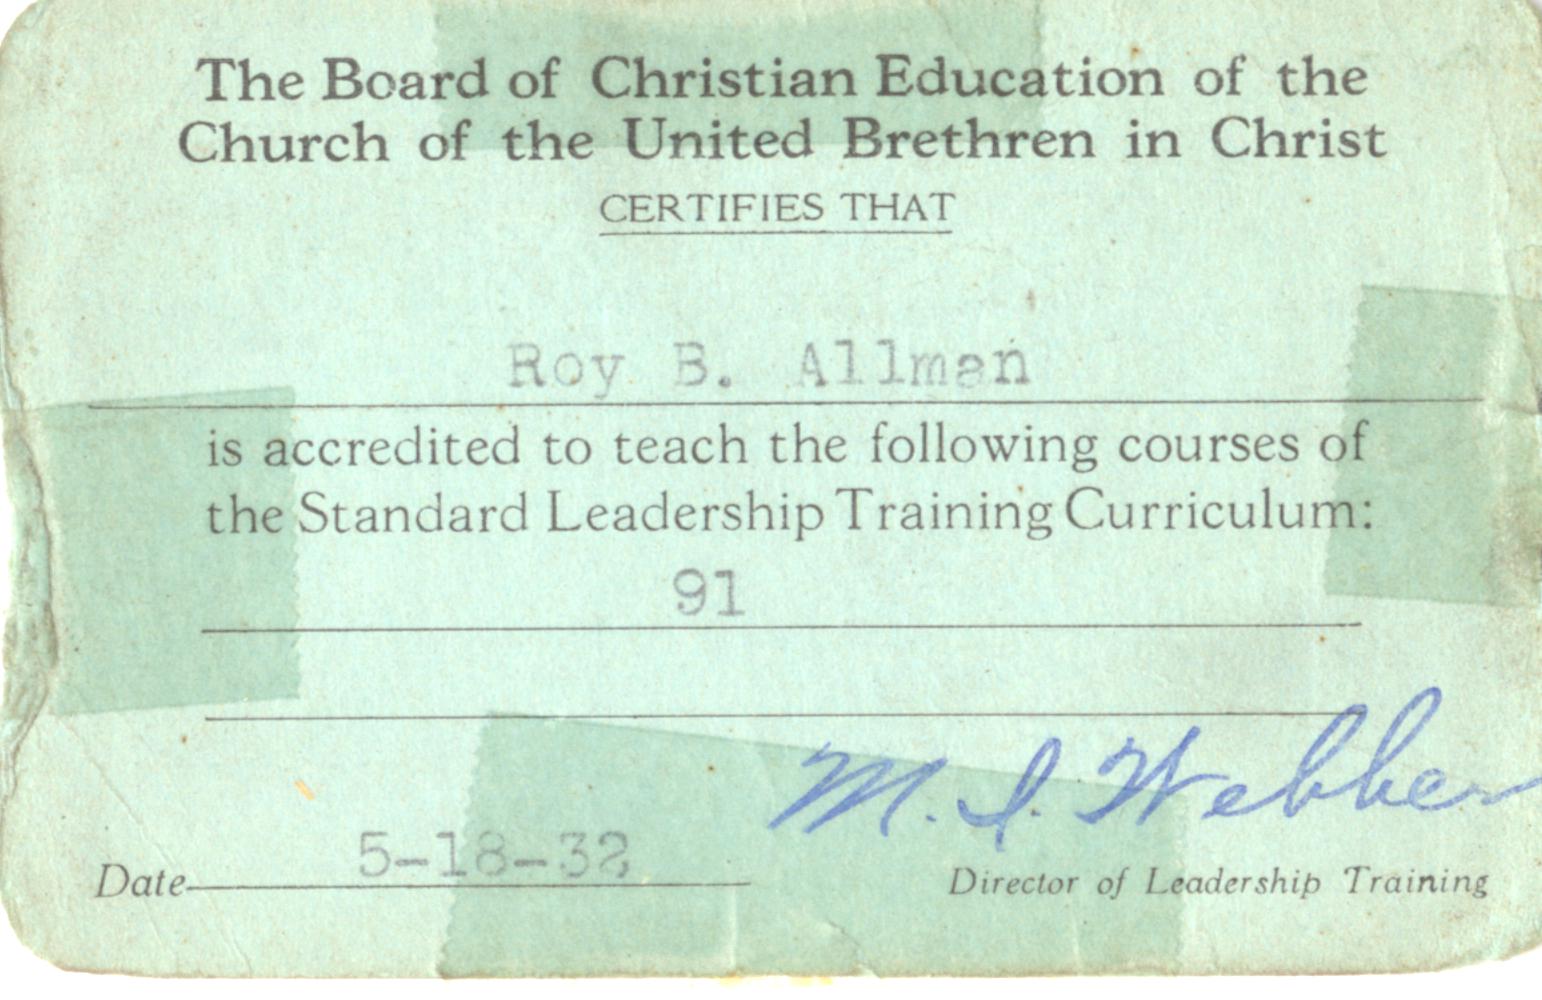 The Board of Christian Education of the
Church of the United Brethren in Christ
CERTIFIES THAT
Roy B. Allman
is accredited to teach the following courses of
the Standard Leadership Training Curriculum:
91
M. I. Webber
Date 5-18-32
Director of Leadership Training